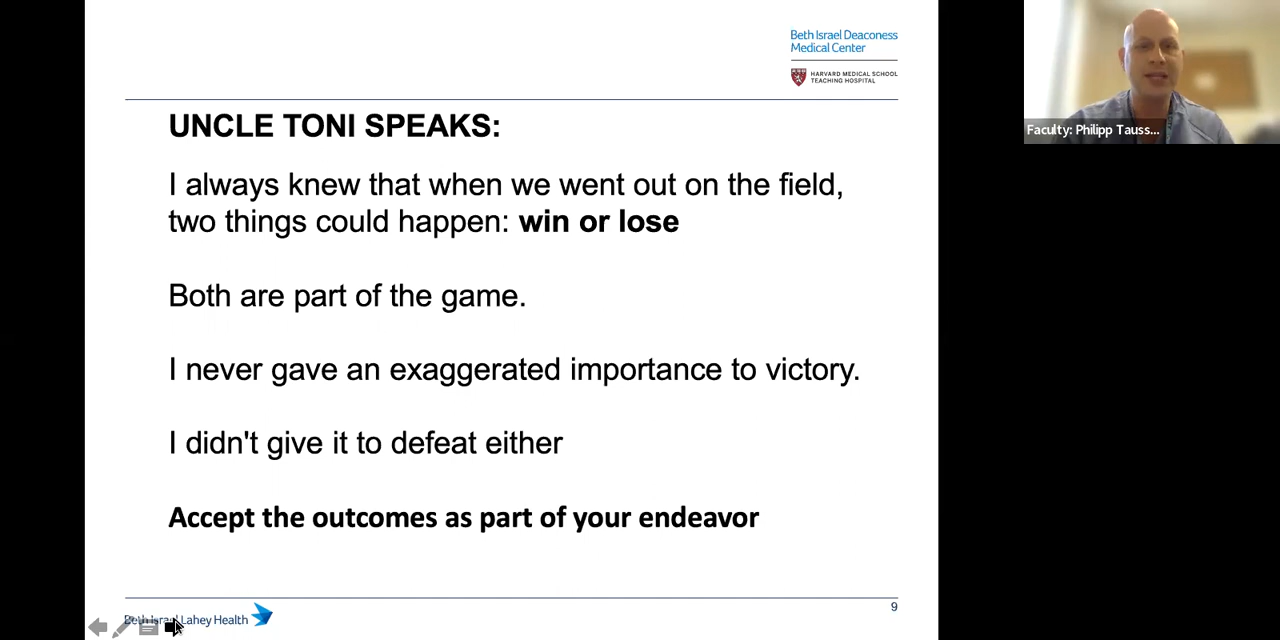 Beth Israel Deaconess
Medical Center
HARVARD MEDICAL SCHOOL
TEACHING HOSPITAL
Faculty: Philipp Tauss...
UNCLE TONI SPEAKS:
I always knew that when we went out on the field,
two things could happen: win or lose
Both are part of the game.
I never gave an exaggerated importance to victory.
I didn't give it to defeat either
Accept the outcomes as part of your endeavor
9
Beth Israel Lahey Health